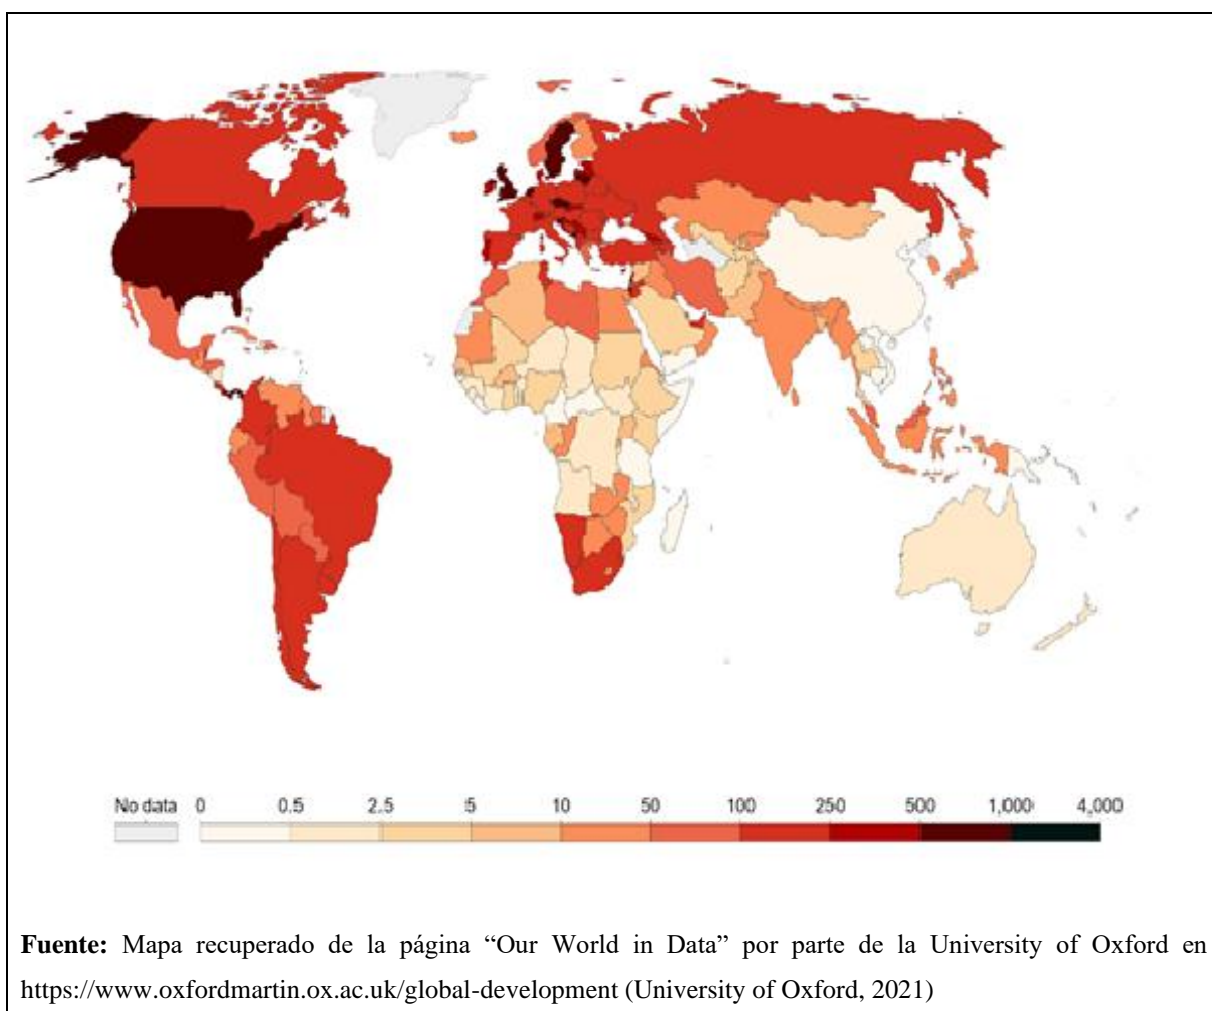 No data 0 0.5 2.5 5 10 50 100 250 500 1,000 4,000
Fuente: Mapa recuperado de la página “Our World in Data” por parte de la University of Oxford en
https://www.oxfordmartin.ox.ac.uk/global-development (University of Oxford, 2021)